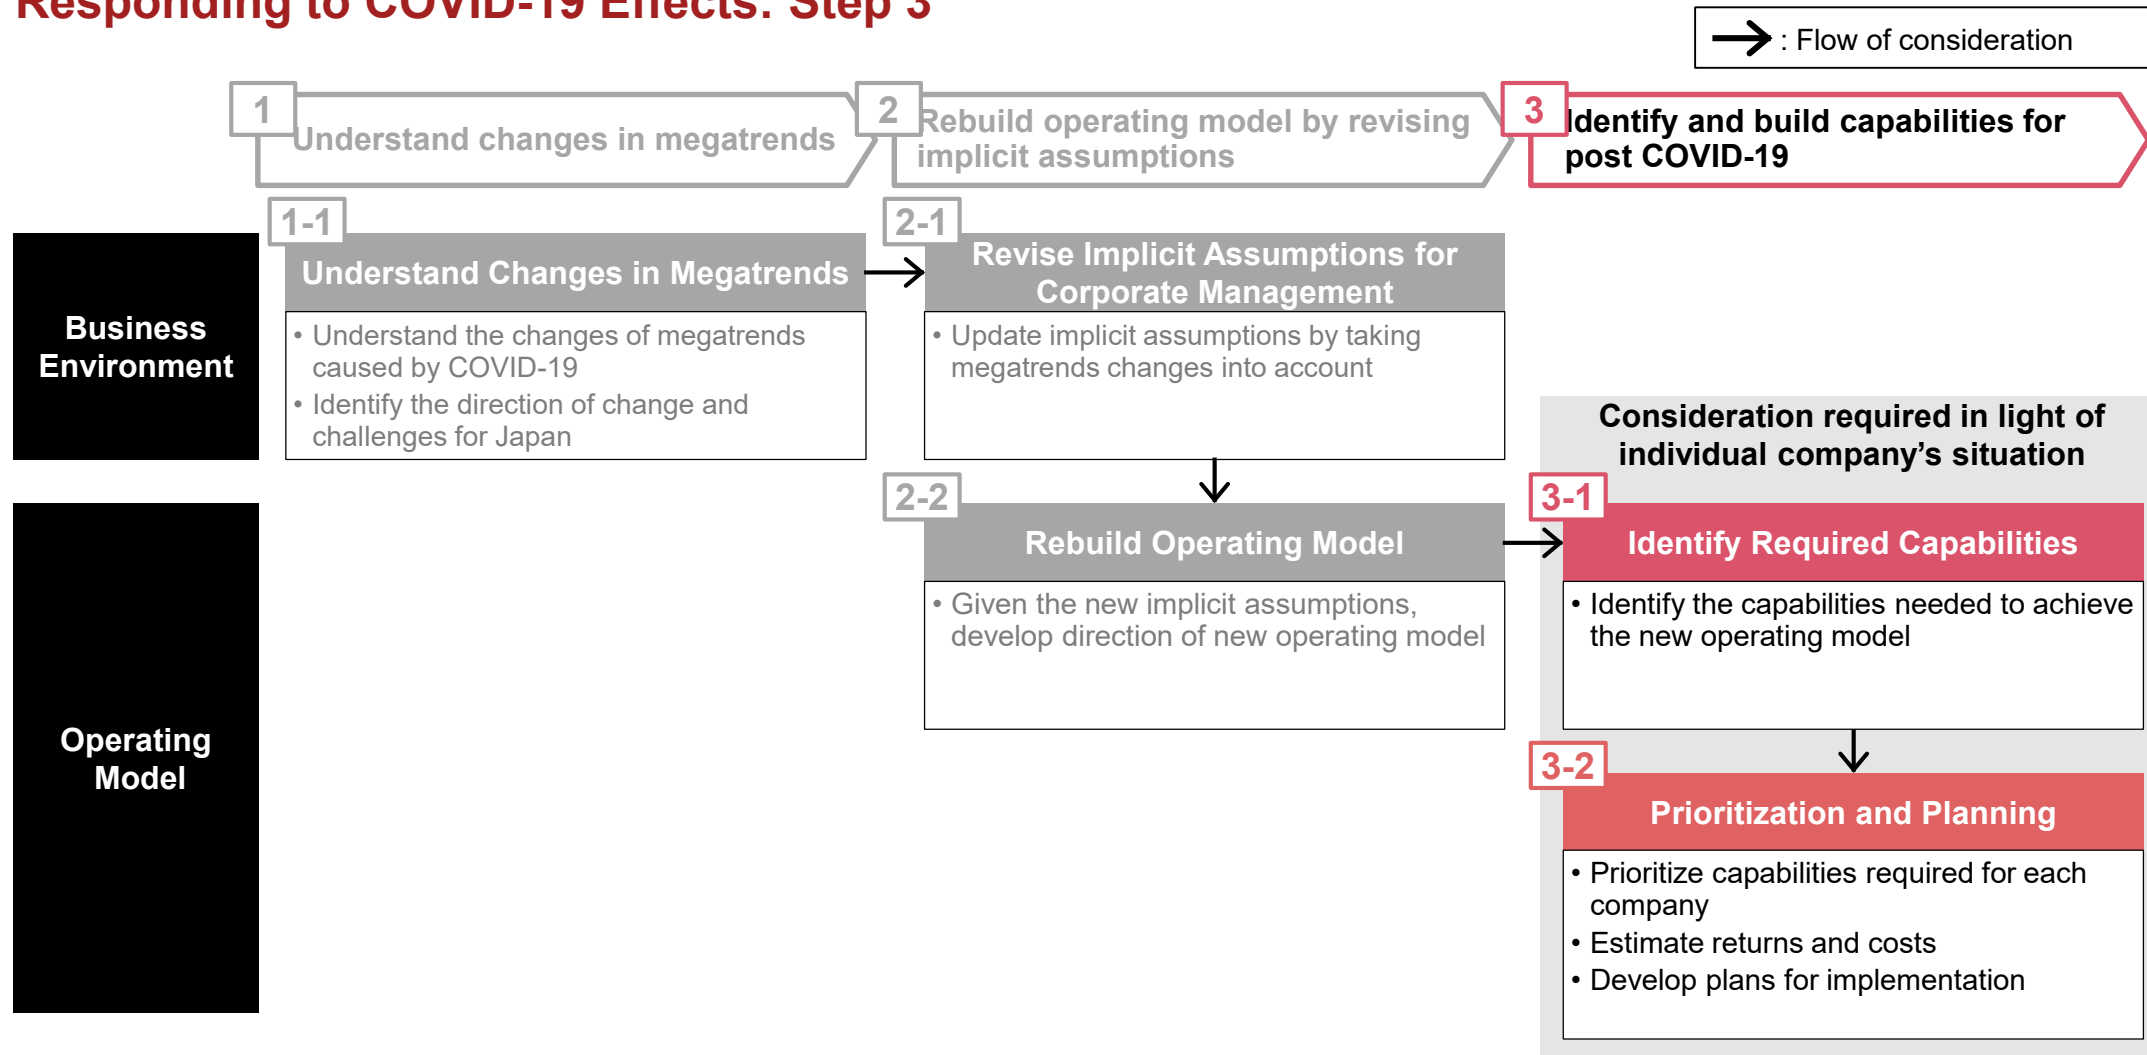 Responding to COVID-19 Effects: Step 3
: Flow of consideration
1
Understand changes in megatrends
2
Rebuild operating model by revising
implicit assumptions
3
Identify and build capabilities for
post COVID-19
Business
Environment
1-1
Understand Changes in Megatrends
• Understand the changes of megatrends
caused by COVID-19
• Identify the direction of change and
challenges for Japan
2-1
Revise Implicit Assumptions for
Corporate Management
• Update implicit assumptions by taking
megatrends changes into account
Consideration required in light of
individual company’s situation
Operating
Model
2-2
Rebuild Operating Model
• Given the new implicit assumptions,
develop direction of new operating model
3-1
Identify Required Capabilities
• Identify the capabilities needed to achieve
the new operating model
3-2
Prioritization and Planning
• Prioritize capabilities required for each
company
• Estimate returns and costs
• Develop plans for implementation